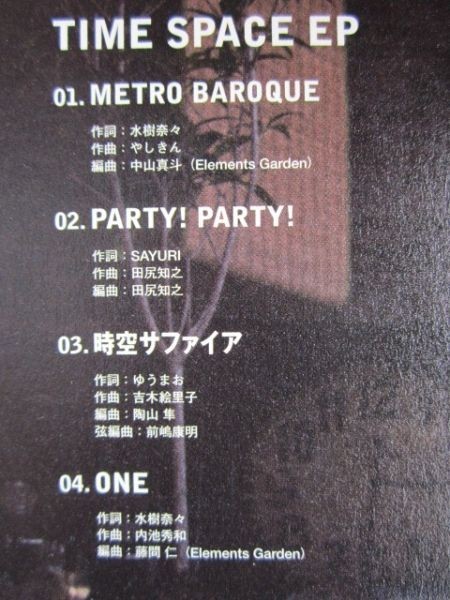 TIME SPACE EP
01. METRO BAROQUE
作詞：水樹奈々
作曲：やしきん
編曲：中山真斗（Elements Garden）
02. PARTY! PARTY!
作詞：SAYURI
作曲：田尻知之
編曲：田尻知之
03. 時空サファイア
作詞：ゆうまお
作曲：吉木絵里子
編曲：陶山 隼
弦編曲：前嶋康明
04. ONE
作詞：水樹奈々
作曲：内池秀和
編曲：藤間 仁（Elements Garden）